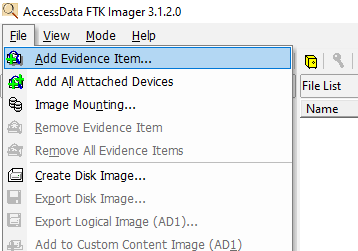 AccessData FTK Imager 3.1.2.0
File View Mode Help
Add Evidence Item...
Add All Attached Devices
File List
Image Mounting...
Name
Remove Evidence Item
Remove All Evidence Items
Create Disk Image...
Export Disk Image...
Export Logical Image (AD1)...
Add to Custom Content Image (AD1)